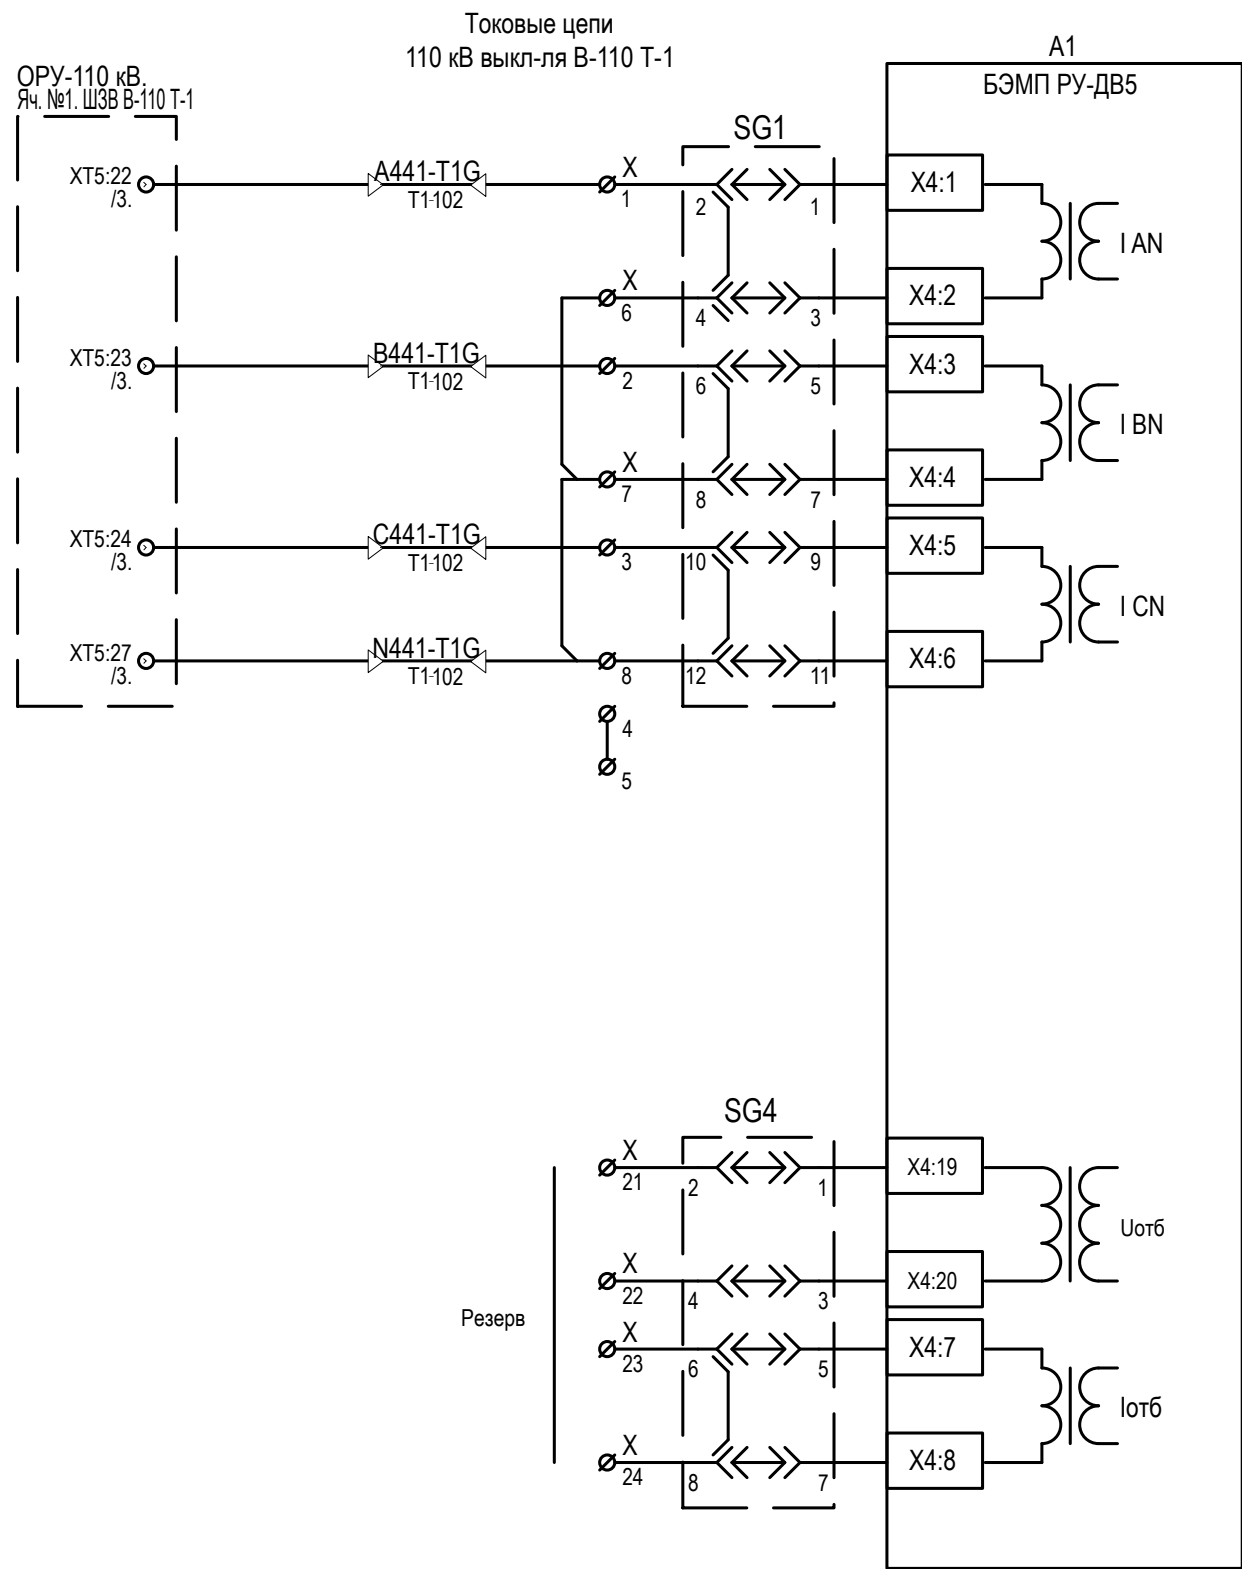 Токовые цепи
110 кВ выкл-ля В-110 Т-1
ОРУ-110 кВ.
Яч. №1. ШЗВ В-110 Т-1
А1
БЭМП РУ-ДВ5
SG1
XT5:22
/3.
A441-T1G
T1-102
X
1
2
1
X4:1
I AN
X
6
4
3
X4:2
XT5:23
/3.
B441-T1G
T1-102
2
6
5
X4:3
I BN
X
7
8
7
X4:4
XT5:24
/3.
C441-T1G
T1-102
3
10
9
X4:5
I CN
XT5:27
/3.
N441-T1G
T1-102
8
12
11
X4:6
4
5
SG4
X
21
2
1
X4:19
Uотб
X
22
4
3
X4:20
Резерв
X
23
6
5
X4:7
Iотб
X
24
8
7
X4:8